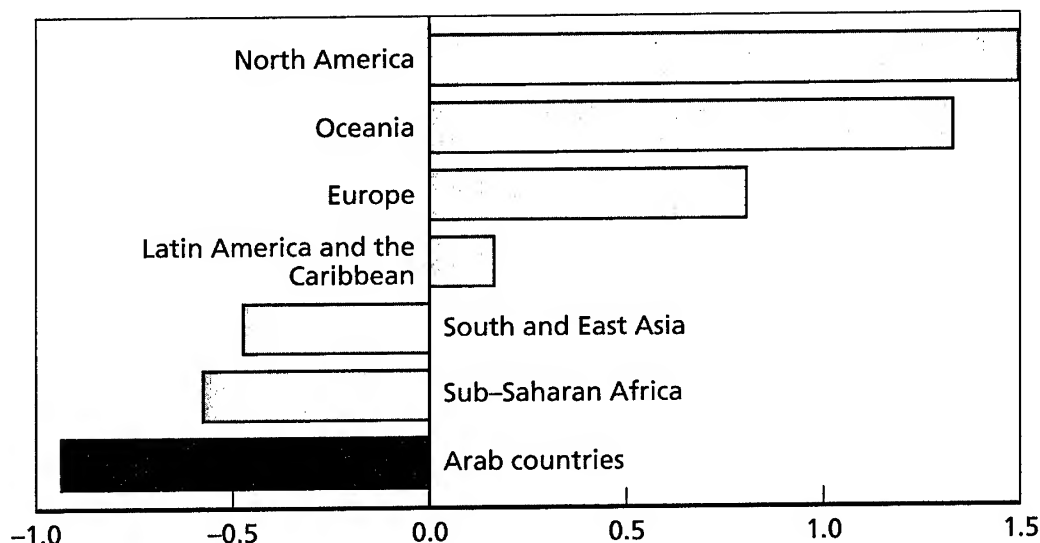 North America
Oceania
Europe
Latin America and the
Caribbean
South and East Asia
Sub–Saharan Africa
Arab countries
–1.0 –0.5 0.0 0.5 1.0 1.5